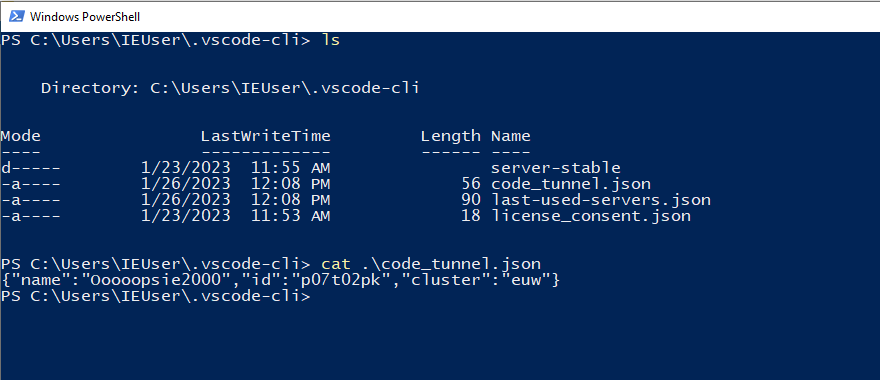 Windows PowerShell
PS C:\Users\IEUser\.vscode-cli> ls
Directory: C:\Users\IEUser\.vscode-cli
Mode LastWriteTime Length Name
---- ------------- ------ ----
d----- 1/23/2023 11:55 AM server-stable
-a---- 1/26/2023 12:08 PM 56 code_tunnel.json
-a---- 1/26/2023 12:08 PM 90 last-used-servers.json
-a---- 1/23/2023 11:53 AM 18 license_consent.json
PS C:\Users\IEUser\.vscode-cli> cat .\code_tunnel.json
{"name":"Ooooopsie2000","id":"p07t02pk","cluster":"euw"}
PS C:\Users\IEUser\.vscode-cli>